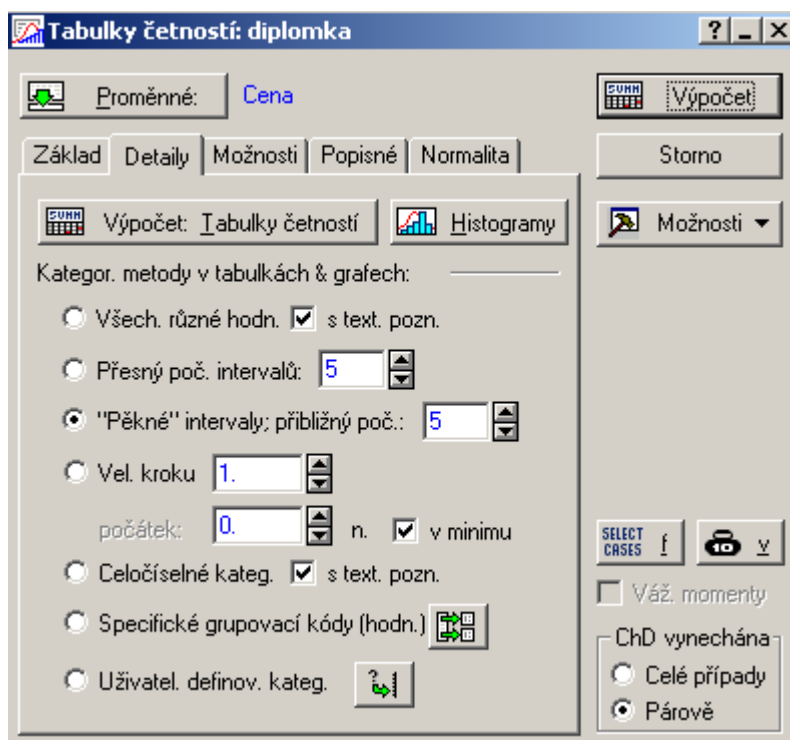 Tabulky četností: diplomka
Proměnné: Cena
Výpočet
Základ Detaily Možnosti Popisné Normalita
Storno
Výpočet: Tabulky četností Histogramy
Možnosti
Kategor. metody v tabulkách & grafech:
Všech. různé hodn. s text. pozn.
Přesný poč. intervalů: 5
"Pěkné" intervaly; přibližný poč.: 5
Vel. kroku 1.
počátek: 0. n. v minimu
Celočíselné kateg. s text. pozn.
Specifické grupovací kódy (hodn.)
Uživatel. definov. kateg.
SELECT CASES f v
Váž. momenty
ChD vynechána
Celé případy
Párově